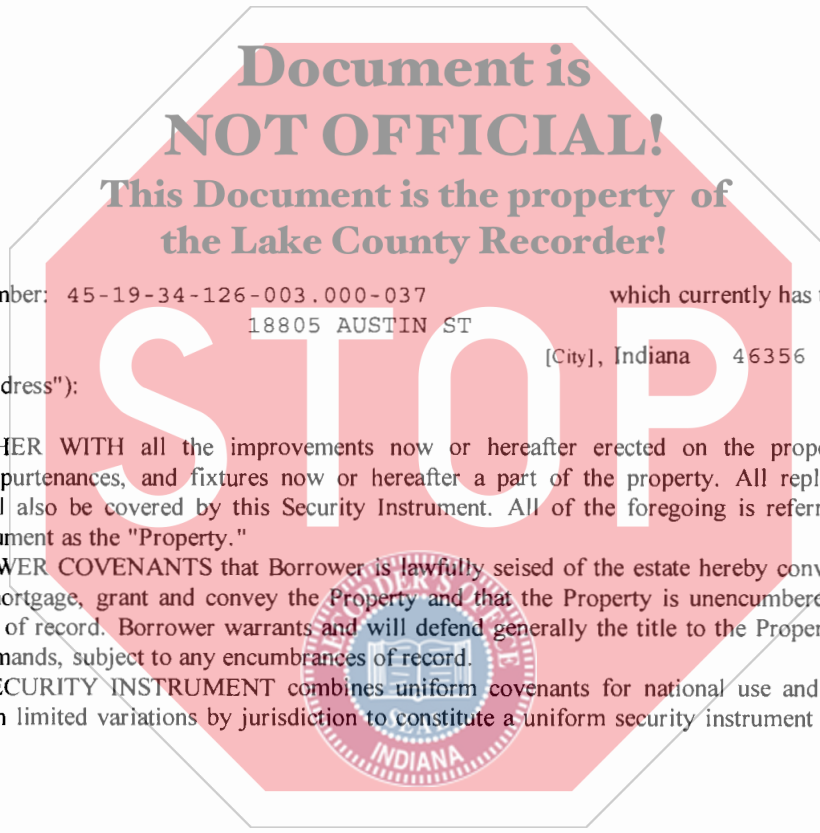 Document is
NOT OFFICIAL!
This Document is the property of
the Lake County Recorder!
mber: 45-19-34-126-003.000-037 which currently has
18805 AUSTIN ST
[City], Indiana 46356
dress"):
STOP
HER WITH all the improvements now or hereafter erected on the prope
purtenances, and fixtures now or hereafter a part of the property. All repl
l also be covered by this Security Instrument. All of the foregoing is referr
ument as the "Property."
WER COVENANTS that Borrower is lawfully seised of the estate hereby conv
ortgage, grant and convey the Property and that the Property is unencumbere
of record. Borrower warrants and will defend generally the title to the Proper
mands, subject to any encumbrances of record.
ECURITY INSTRUMENT combines uniform covenants for national use and
n limited variations by jurisdiction to constitute a uniform security instrument
RECORDER'S OFFICE
SEAL
INDIANA